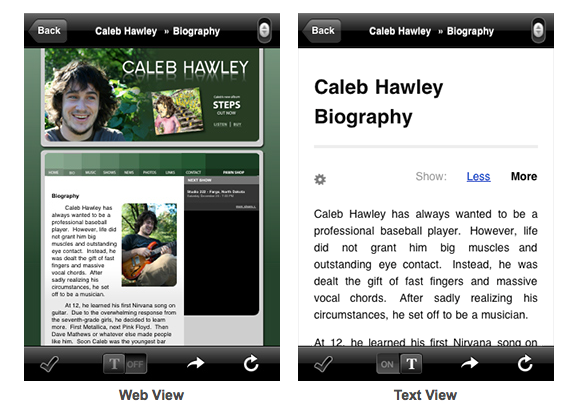 Back
Caleb Hawley » Biography
CALEB HAWLEY
Caleb's new album
STEPS
OUT NOW
LISTEN | BUY
HOME BIO MUSIC SHOWS NEWS PHOTOS LINKS CONTACT PAWN SHOP
NEXT SHOW
Studio 222 - Fargo, North Dakota
Biography
Caleb Hawley has
always wanted to be a
professional baseball
player. However, life did
not grant him big
muscles and outstanding
eye contact. Instead, he
was dealt the gift of fast
fingers and massive
vocal chords. After
sadly realizing his
circumstances, he set off
to be a musician.
At 12, he learned his first Nirvana song on
guitar. Due to the overwhelming response from
the seventh-grade girls, he decided to learn
more. First Metallica, next Pink Floyd. Then
Dave Mathews or whatever else made people
like him. Soon Caleb was the youngest bar
T OFF
Web View
Back
Caleb Hawley » Biography
Caleb Hawley
Biography
Show: Less More
Caleb Hawley has always wanted to be a
professional baseball player. However, life
did not grant him big muscles and
outstanding eye contact. Instead, he was
dealt the gift of fast fingers and massive
vocal chords. After sadly realizing his
circumstances, he set off to be a musician.
At 12, he learned his first Nirvana song on
ON T
Text View